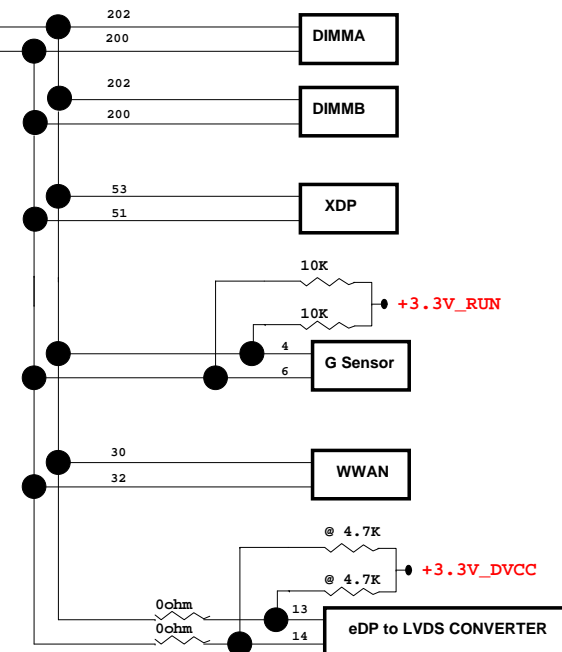 202
DIMMA
200
202
DIMMB
200
53
XDP
51
10K
+3.3V_RUN
10K
4
G Sensor
6
30
WWAN
32
@ 4.7K
+3.3V_DVCC
@ 4.7K
0ohm
13
0ohm
eDP to LVDS CONVERTER
14